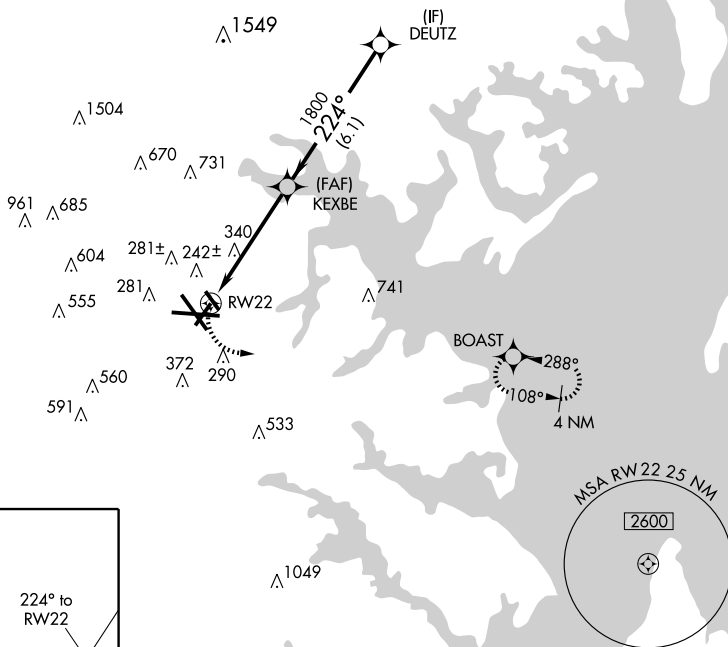 1549
(IF)
DEUTZ
1504
1800
224°
(6.1)
670
731
(FAF)
KEXBE
961
685
340
281±
242±
604
281
RW22
741
555
BOAST
288°
108°
4 NM
372
290
560
591
533
MSA RW22 25 NM
2600
1049
224° to
RW22